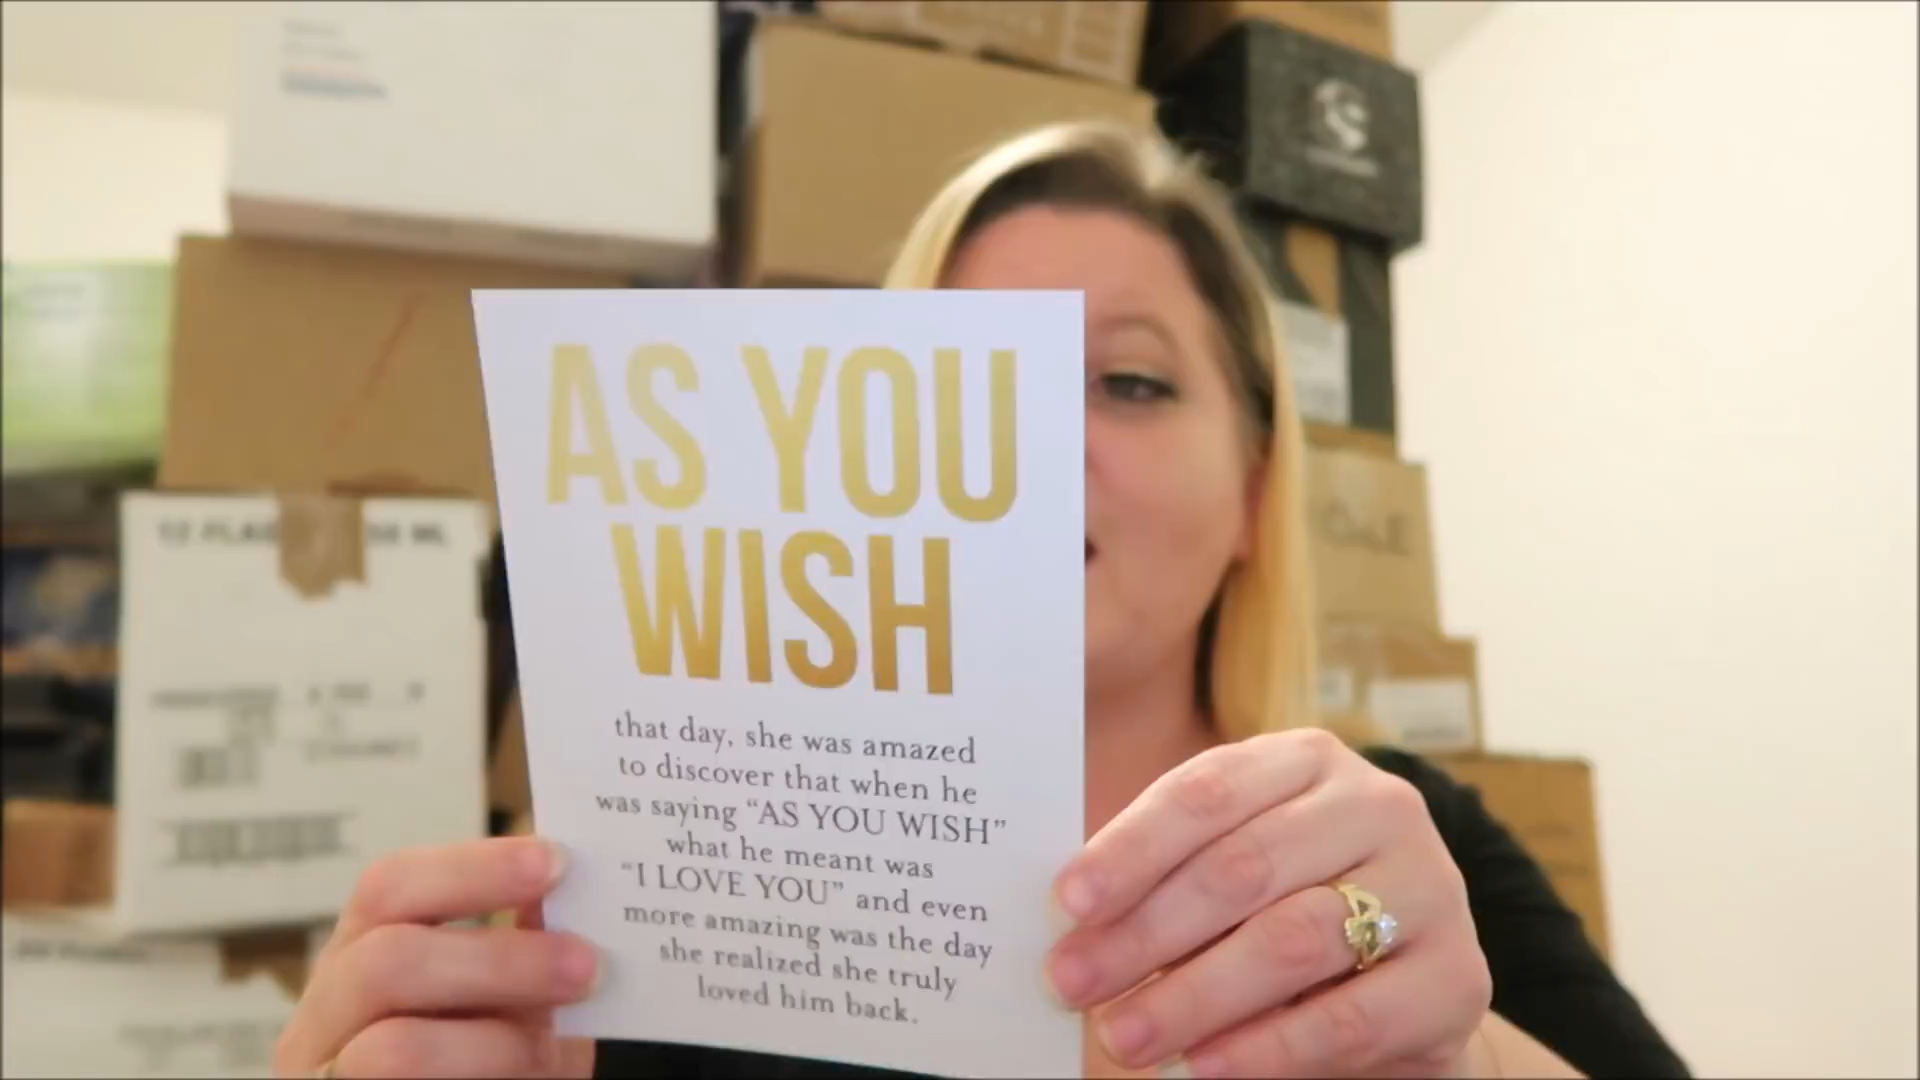 AS YOU
WISH
that day, she was amazed
to discover that when he
was saying “AS YOU WISH”
what he meant was
“I LOVE YOU” and even
more amazing was the day
she realized she truly
loved him back.